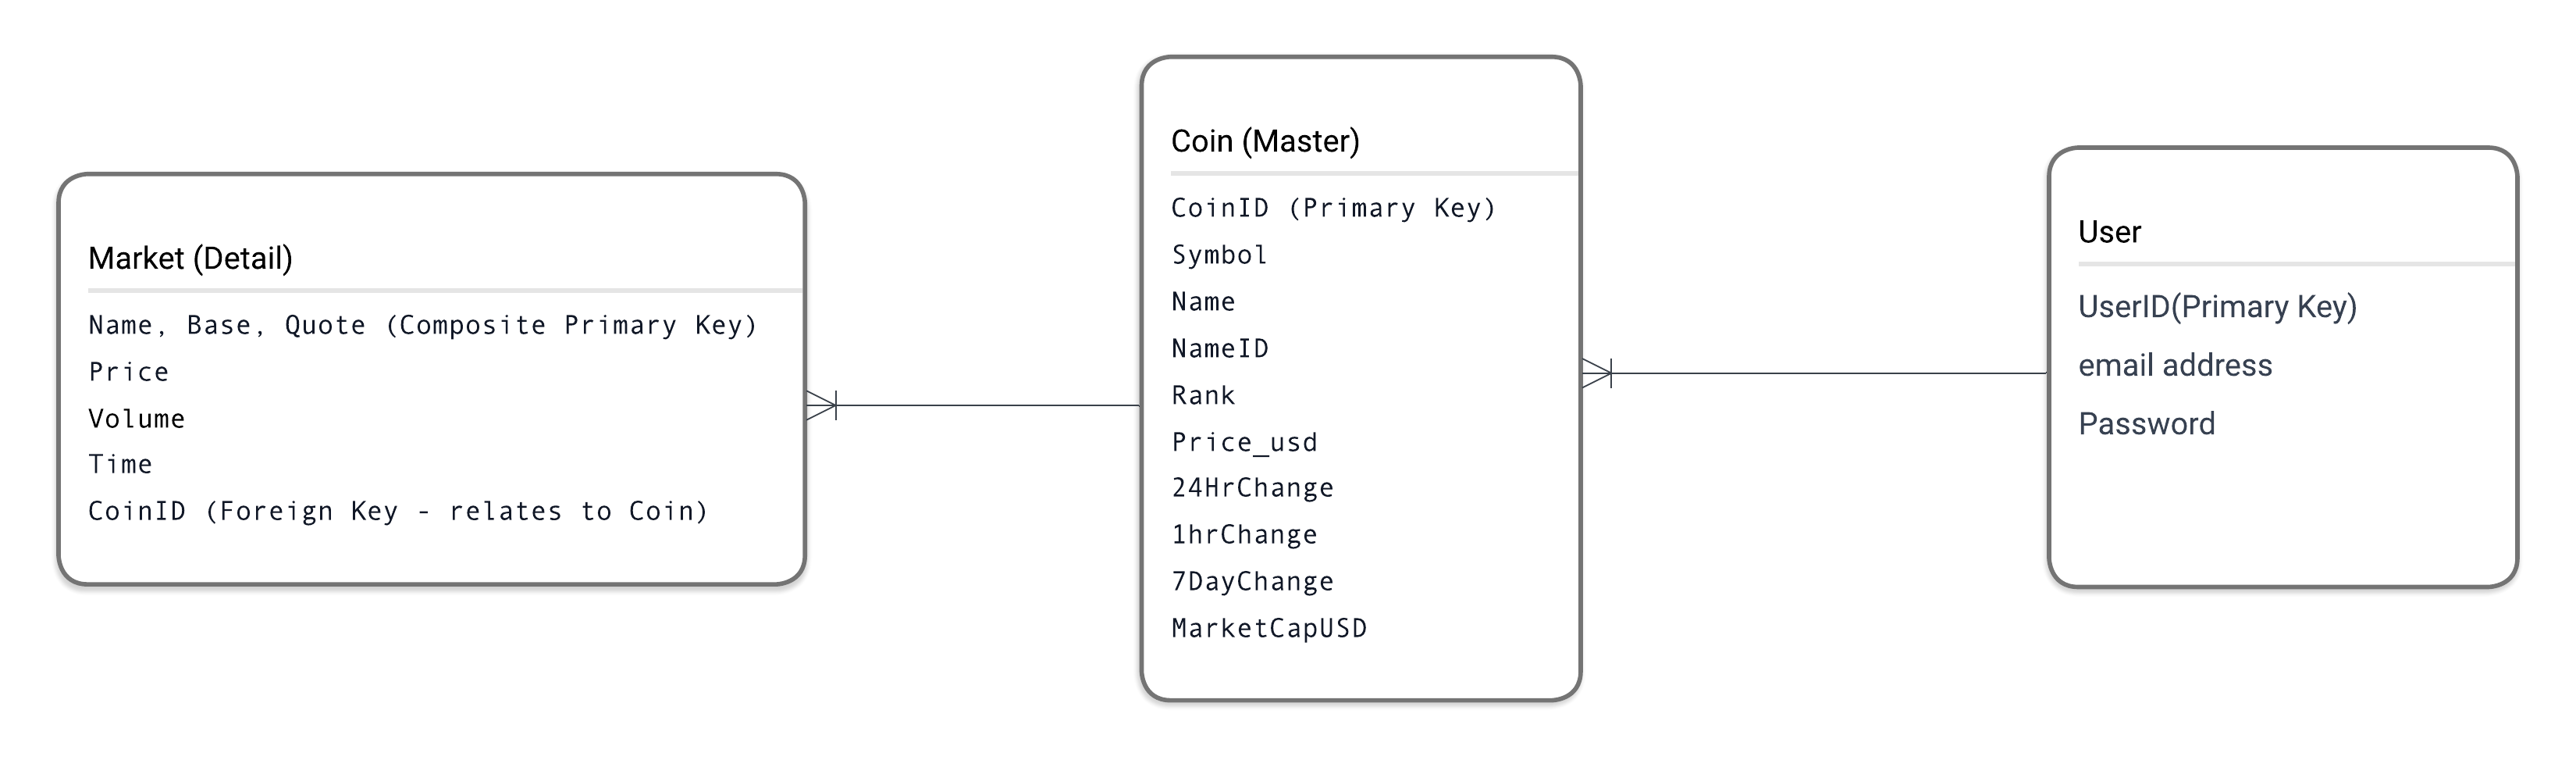 Market (Detail)
Name, Base, Quote (Composite Primary Key)
Price
Volume
Time
CoinID (Foreign Key - relates to Coin)
Coin (Master)
CoinID (Primary Key)
Symbol
Name
NameID
Rank
Price_usd
24HrChange
1hrChange
7DayChange
MarketCapUSD
User
UserID(Primary Key)
email address
Password